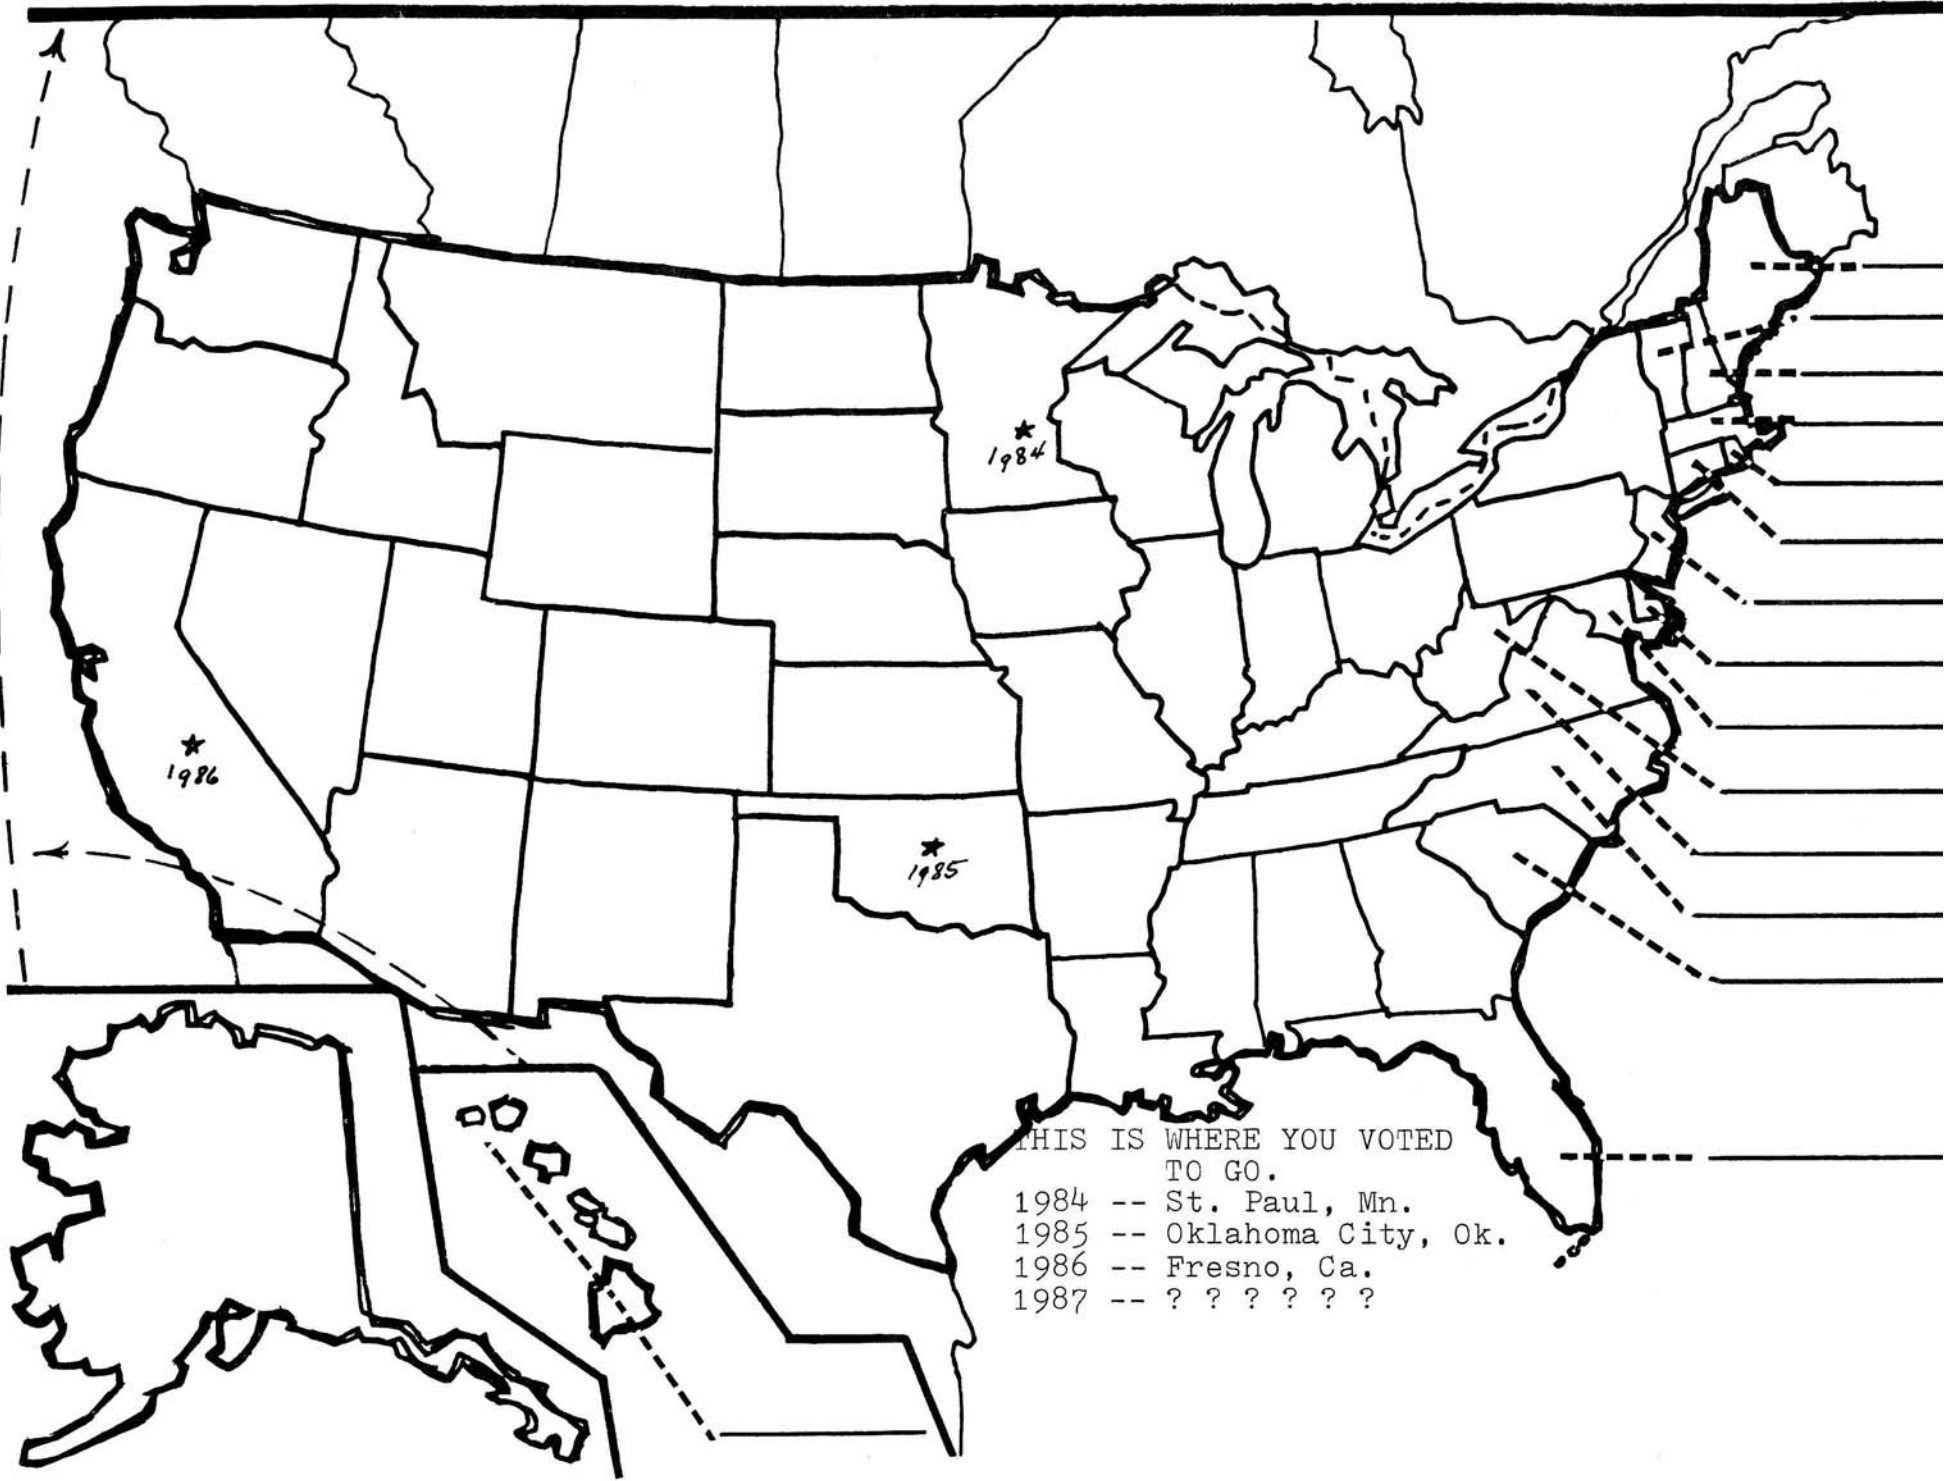 1984
1986
1985
THIS IS WHERE YOU VOTED
TO GO.
1984 -- St. Paul, Mn.
1985 -- Oklahoma City, Ok.
1986 -- Fresno, Ca.
1987 -- ? ? ? ? ? ?